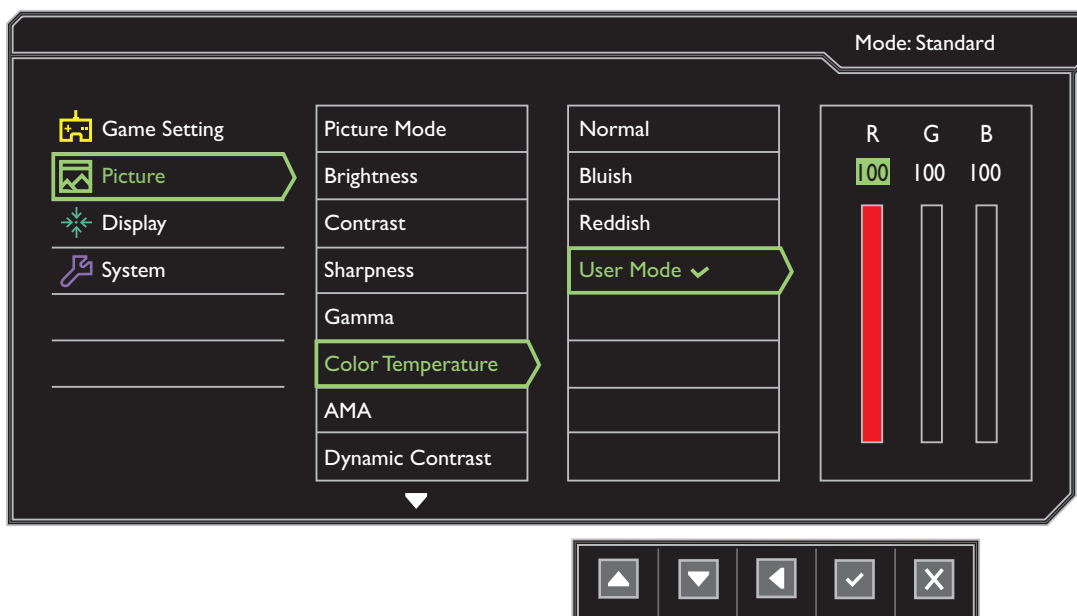 Mode: Standard
Game Setting
Picture
Display
System
Picture Mode
Brightness
Contrast
Sharpness
Gamma
Color Temperature
AMA
Dynamic Contrast
Normal
Bluish
Reddish
User Mode
R G B
100 100 100